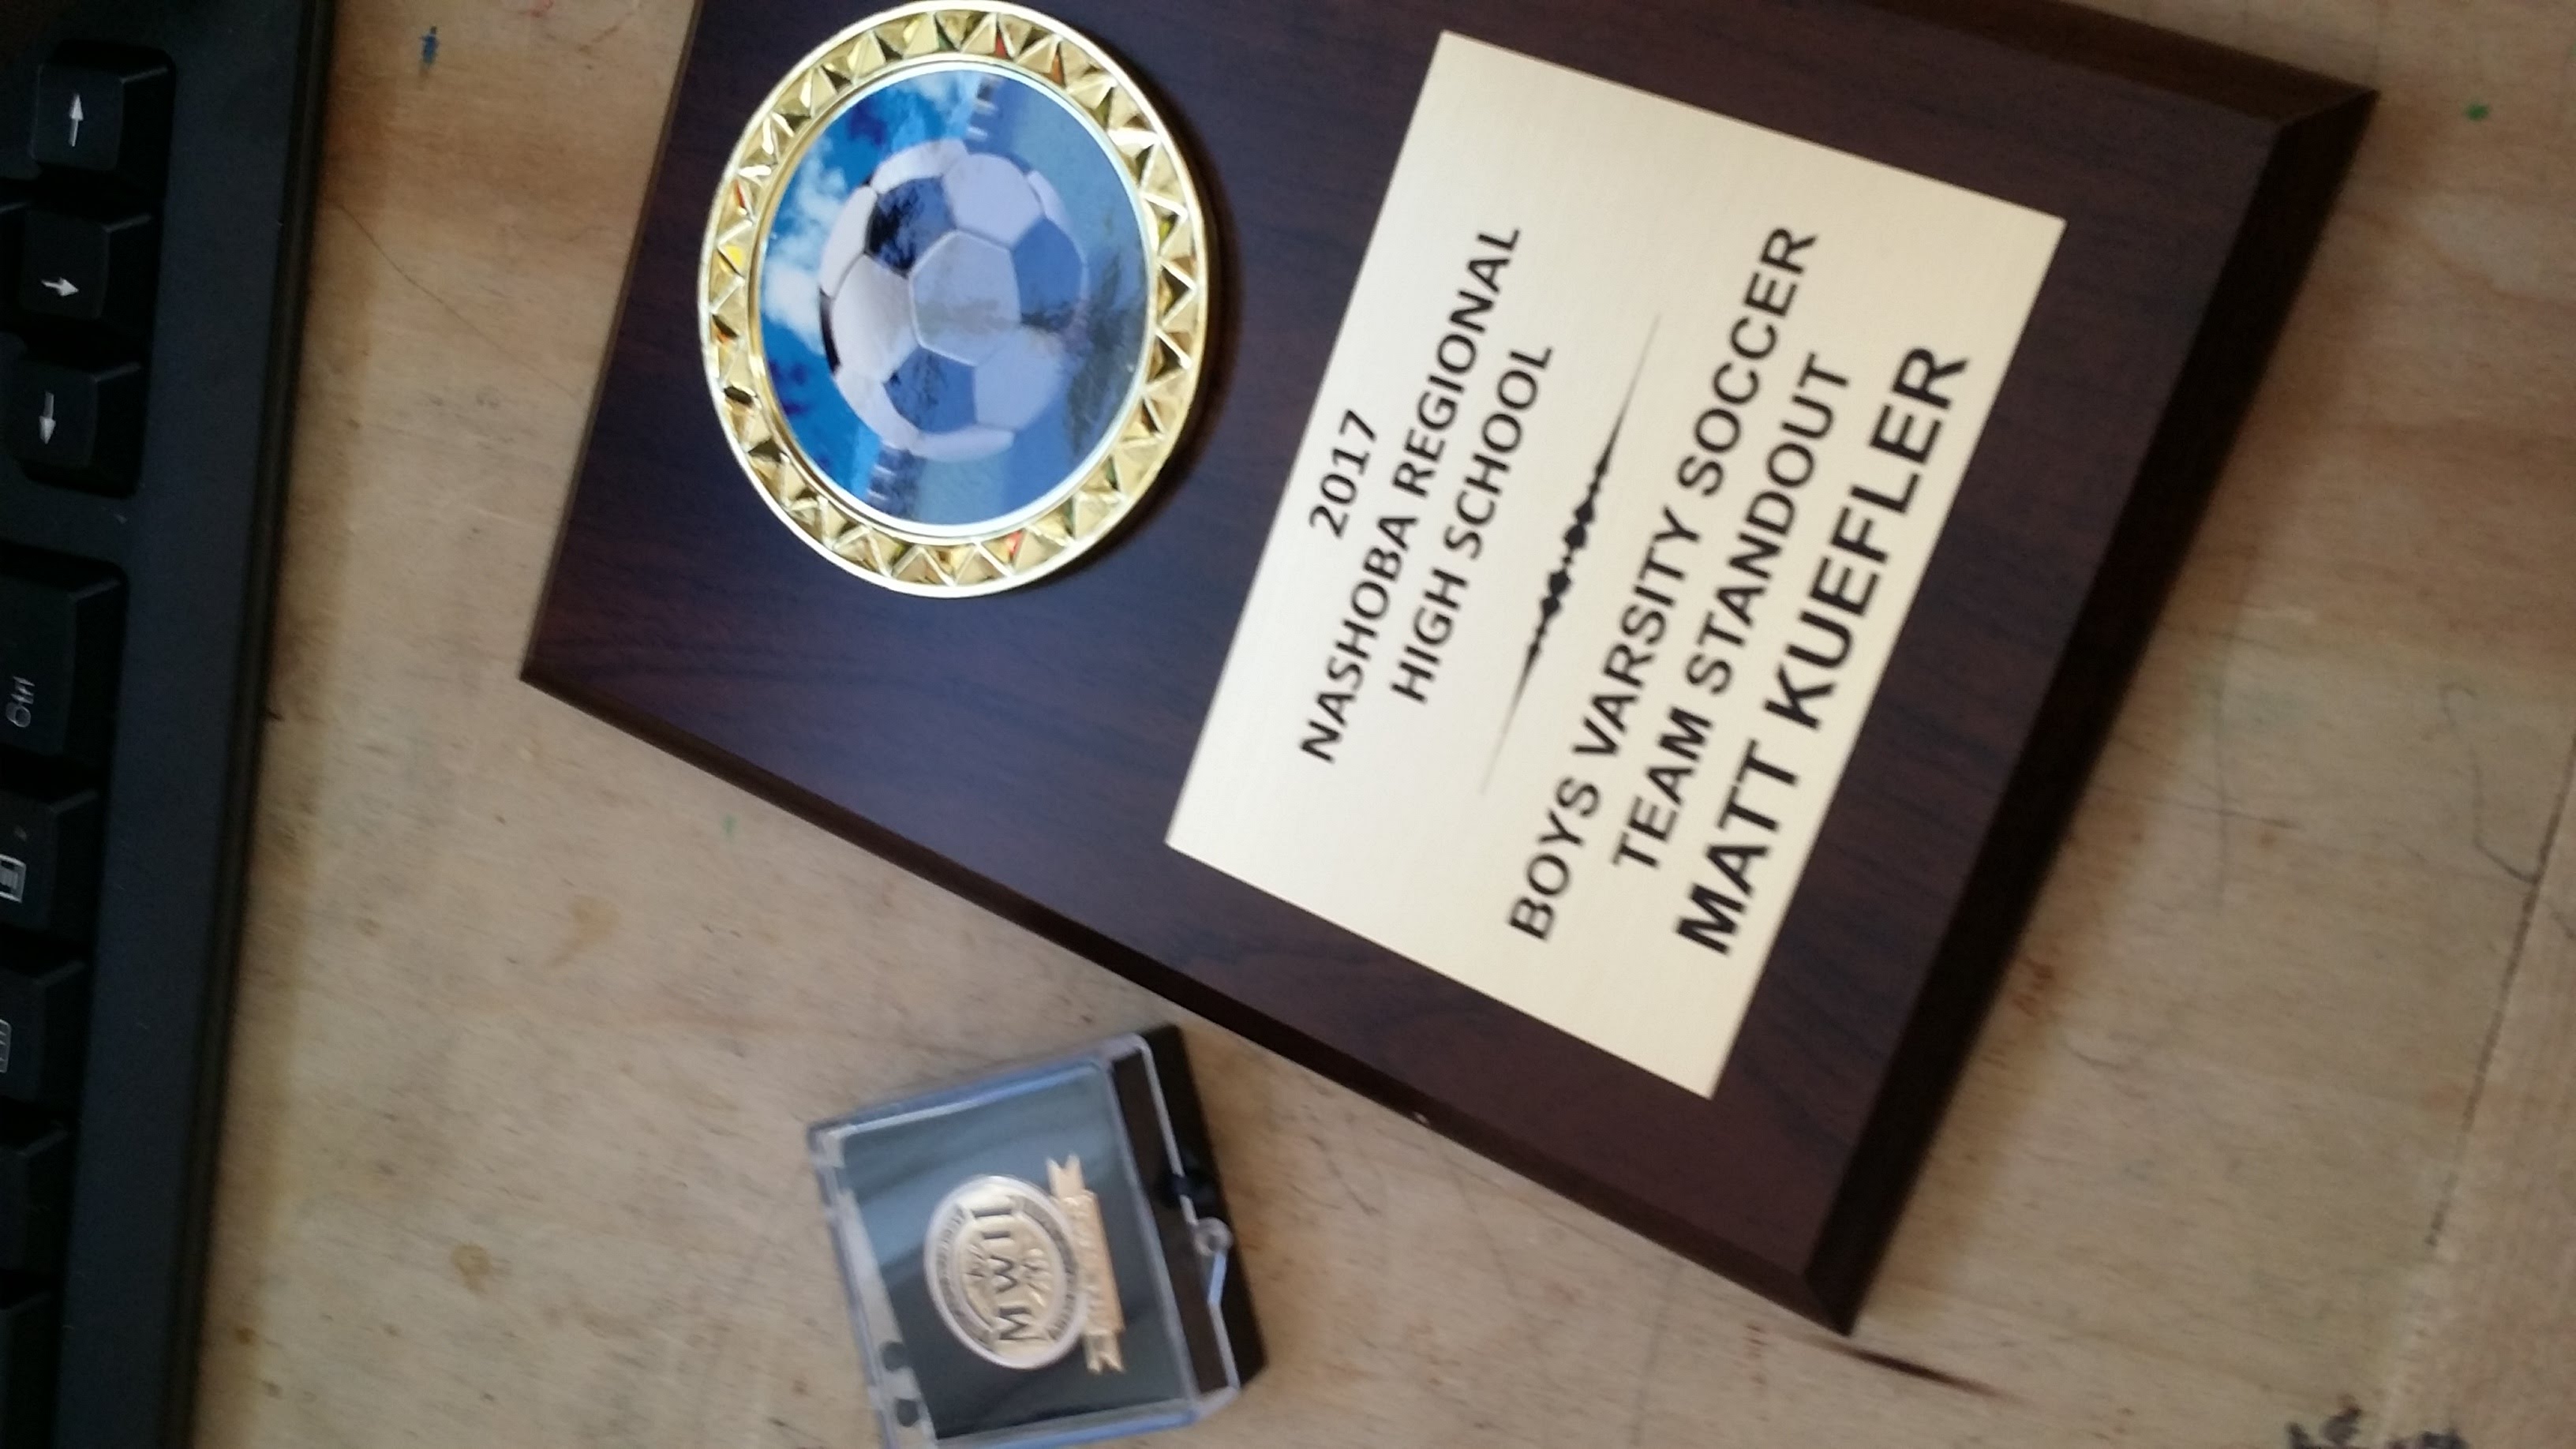 2017
NASHOBA REGIONAL
HIGH SCHOOL
BOYS VARSITY SOCCER
TEAM STANDOUT
MATT KUEFLER
MWIL
Ctrl